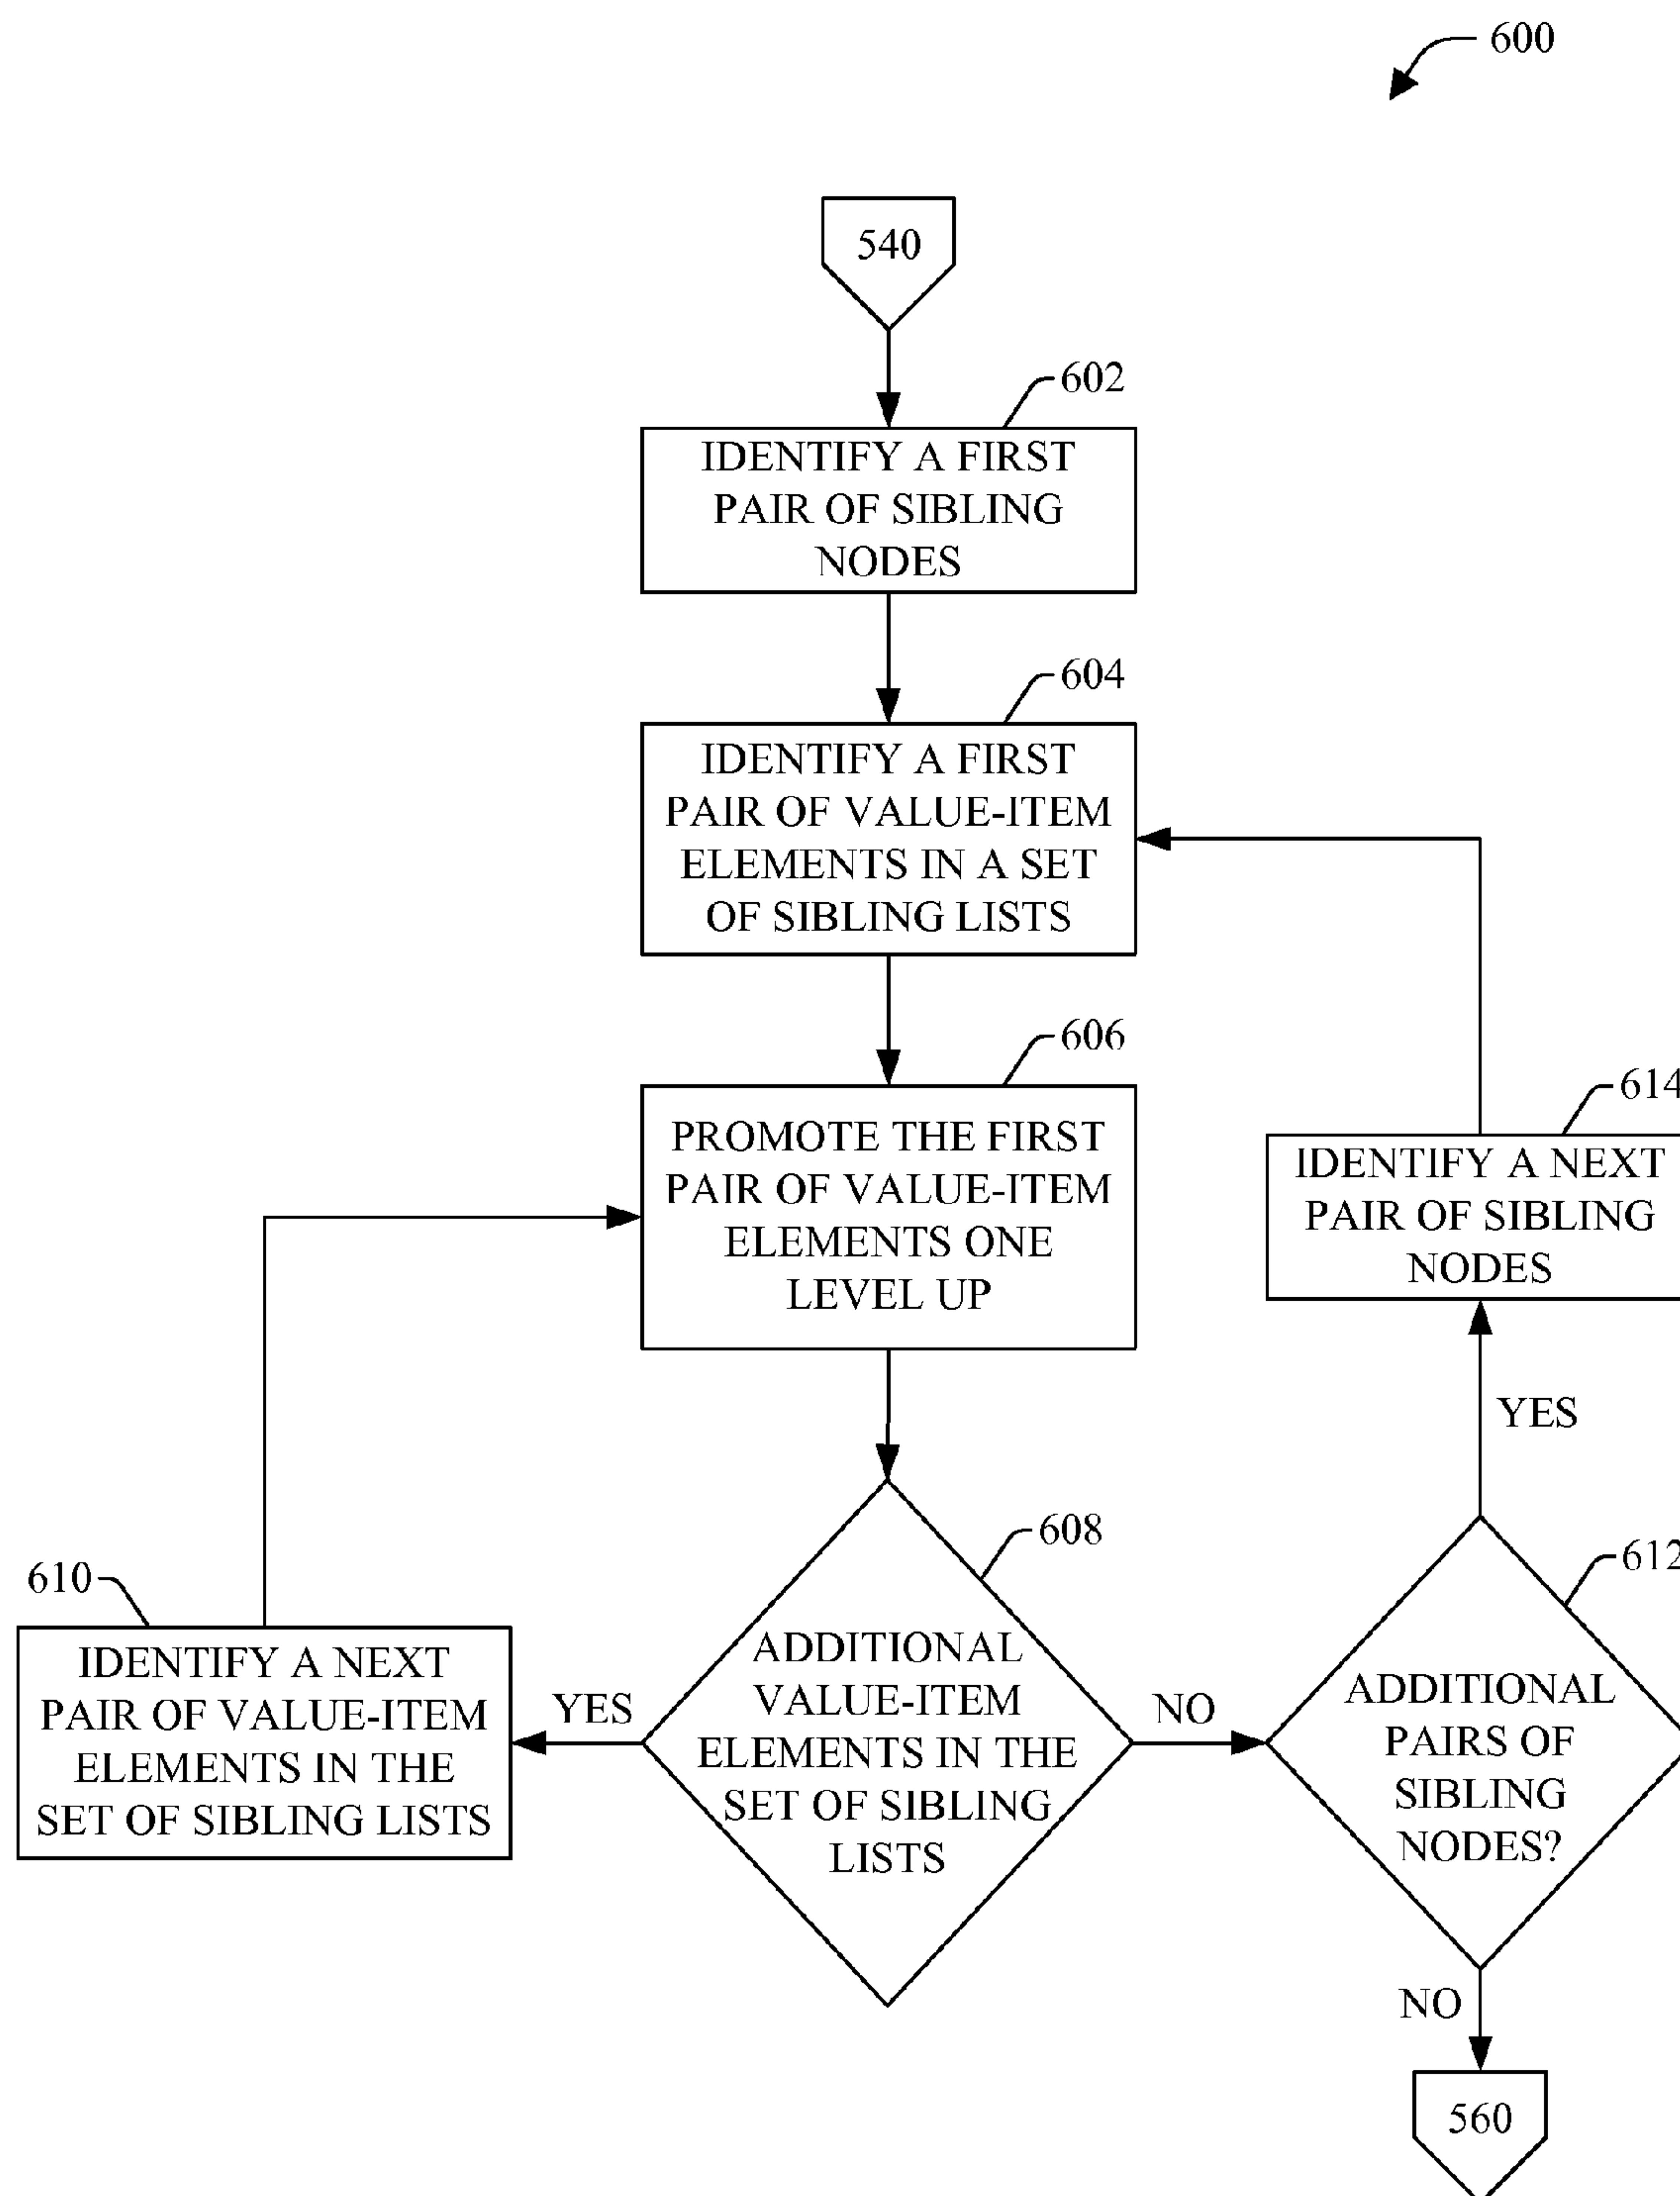 600
540
602
IDENTIFY A FIRST
PAIR OF SIBLING
NODES
604
IDENTIFY A FIRST
PAIR OF VALUE-ITEM
ELEMENTS IN A SET
OF SIBLING LISTS
606
PROMOTE THE FIRST
PAIR OF VALUE-ITEM
ELEMENTS ONE
LEVEL UP
614
IDENTIFY A NEXT
PAIR OF SIBLING
NODES
YES
608
ADDITIONAL
VALUE-ITEM
ELEMENTS IN THE
SET OF SIBLING
LISTS
610
IDENTIFY A NEXT
PAIR OF VALUE-ITEM
ELEMENTS IN THE
SET OF SIBLING LISTS
YES
NO
612
ADDITIONAL
PAIRS OF
SIBLING
NODES?
NO
560